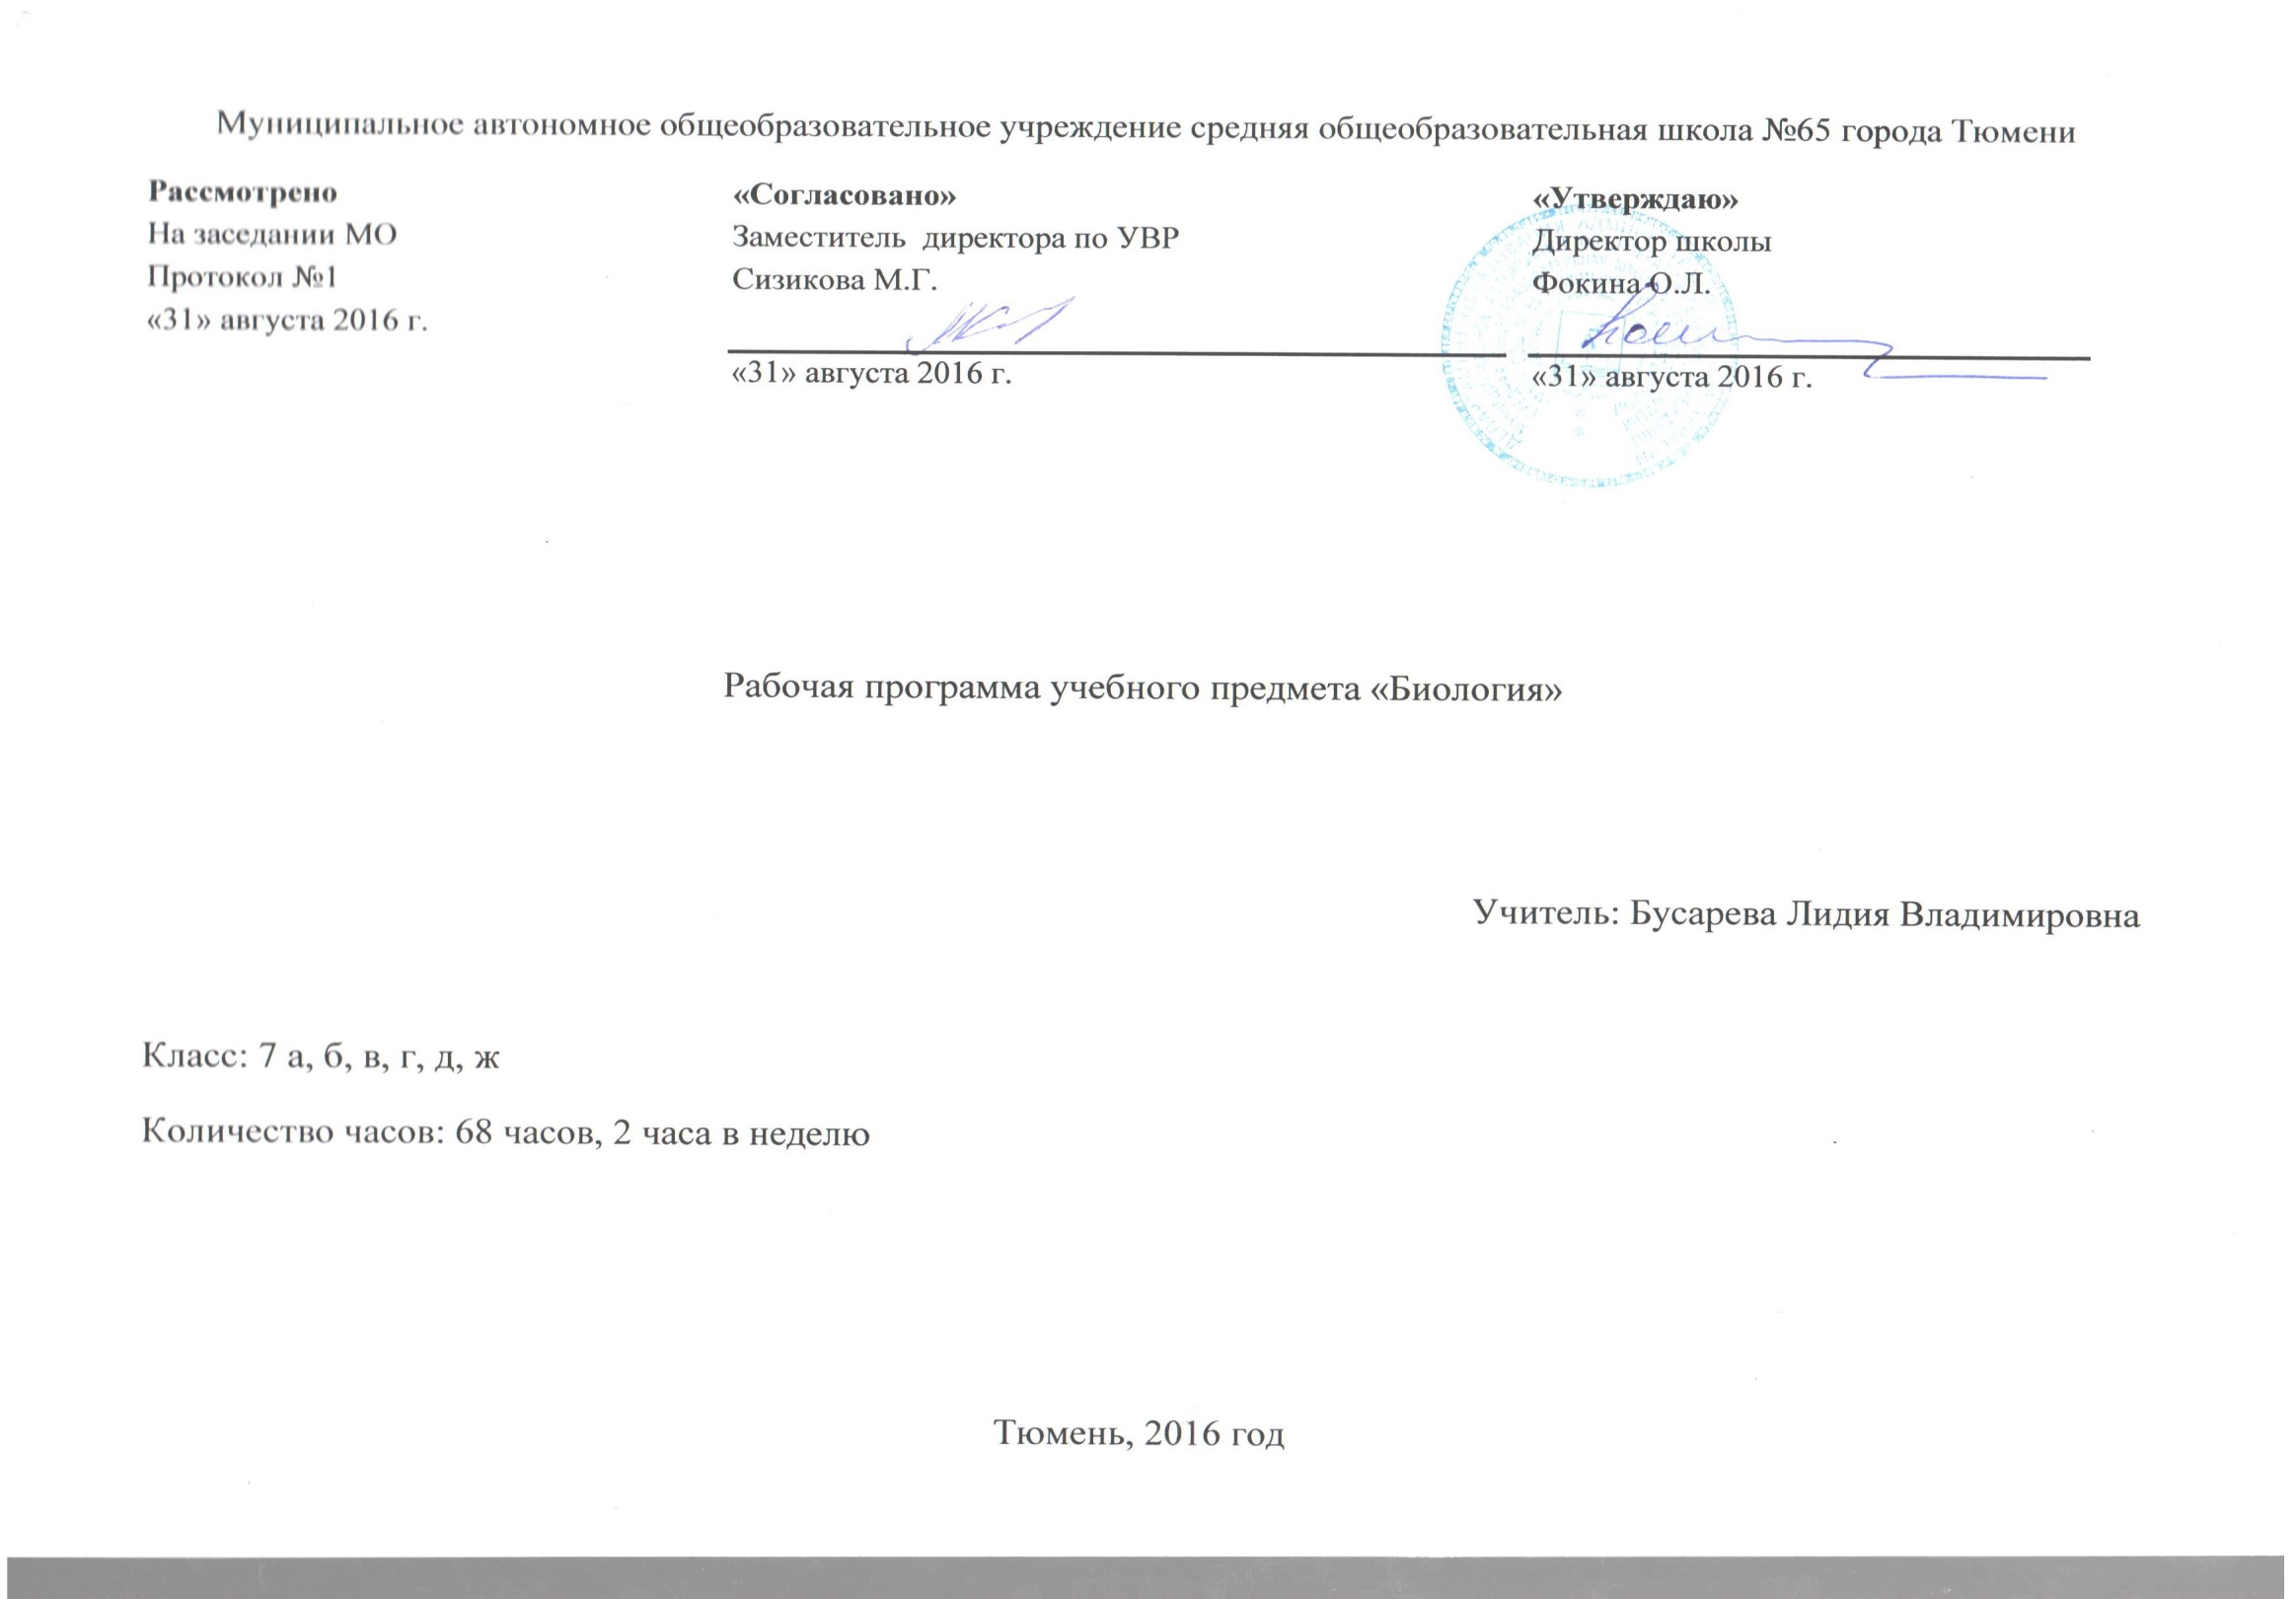 Муниципальное автономное общеобразовательное учреждение средняя общеобразовательная школа №65 города Тюмени
Рассмотрено
На заседании МО
Протокол №1
«31» августа 2016 г.
«Согласовано»
Заместитель директора по УВР
Сизикова М.Г.
«31» августа 2016 г.
«Утверждаю»
Директор школы
Фокина О.Л.
«31» августа 2016 г.
Рабочая программа учебного предмета «Биология»
Учитель: Бусарева Лидия Владимировна
Класс: 7 а, б, в, г, д, ж
Количество часов: 68 часов, 2 часа в неделю
Тюмень, 2016 год